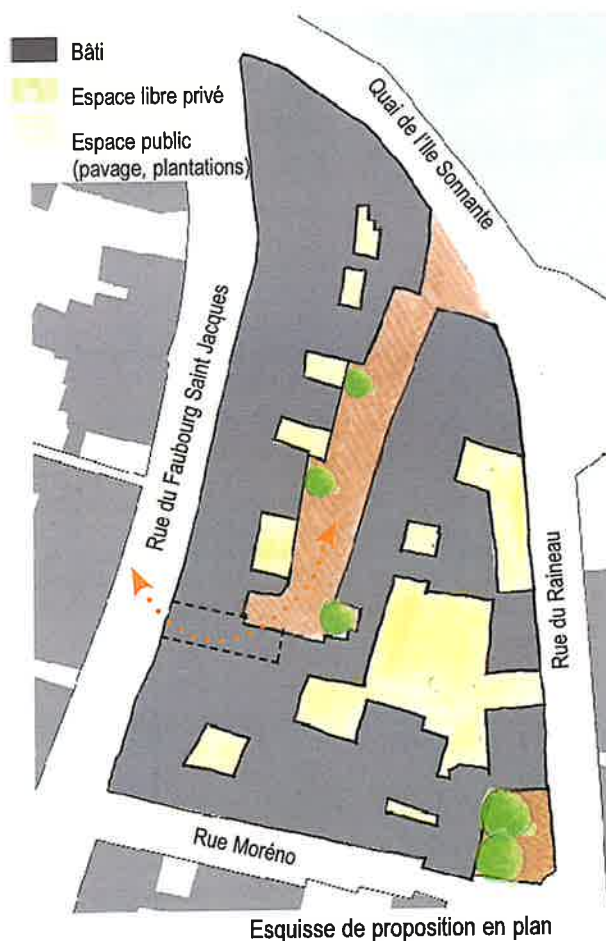 Bâti
Espace libre privé
Espace public
(pavage, plantations)
Quai de l'Ile Sonnante
Rue du Faubourg Saint Jacques
Rue du Raineau
Rue Moréno
Esquisse de proposition en plan